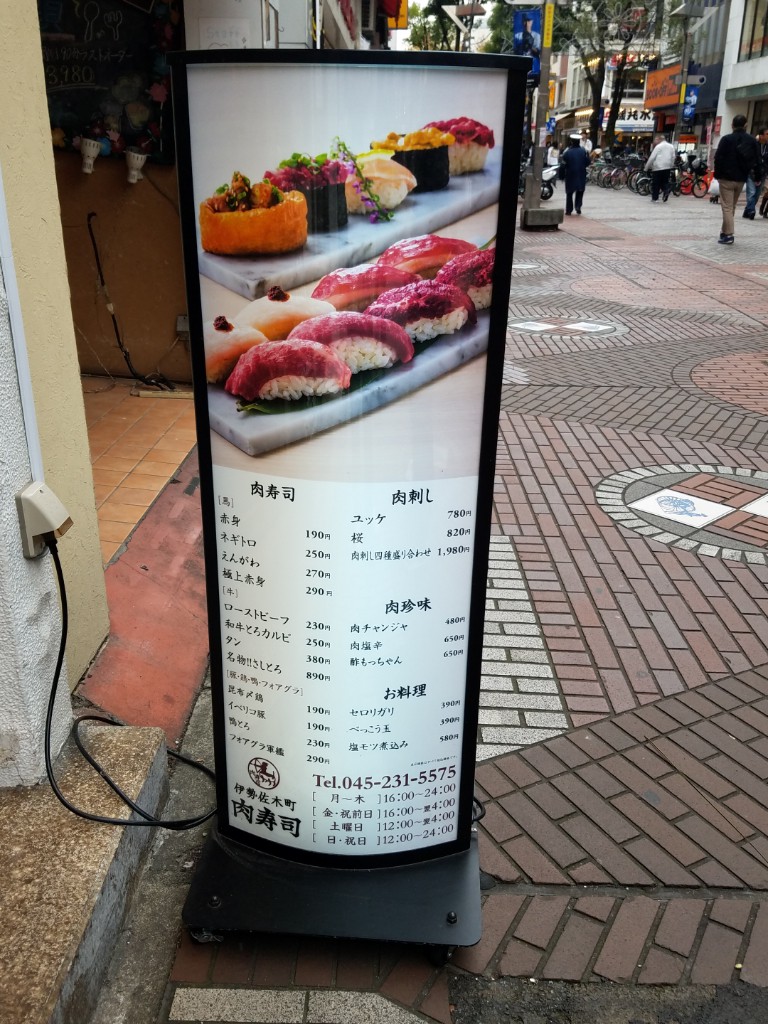 3980
肉寿司
[馬]
赤身 190円
ネギトロ 250円
えんがわ 270円
極上赤身 290円
[牛]
ローストビーフ 230円
和牛とろカルビ 250円
タン 380円
名物!!さしとろ 890円
[豚・鶏・鴨・フォアグラ]
昆布〆鶏 190円
イベリコ豚 190円
鴨とろ 230円
フォアグラ軍艦 290円
肉刺し
ユッケ 780円
桜 820円
肉刺し四種盛り合わせ 1,980円
肉珍味
肉チャンジャ 480円
肉塩辛 650円
酢もっちゃん 650円
お料理
セロリガリ 390円
べっこう玉 390円
塩モツ煮込み 580円
伊勢佐木町
肉寿司
Tel.045-231-5575
[月〜木]16:00〜24:00
[金・祝前日]16:00〜翌4:00
[土曜日]12:00〜翌4:00
[日・祝日]12:00〜24:00